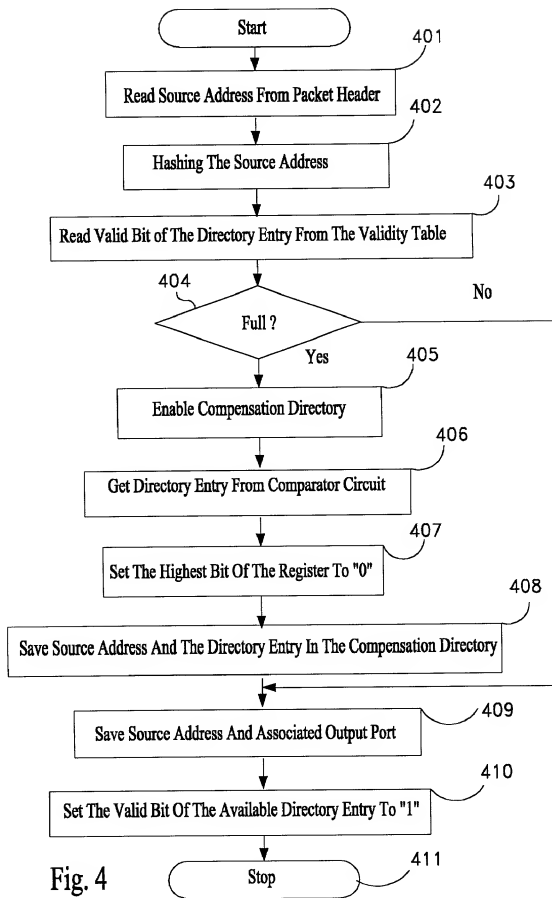 Start
401
Read Source Address From Packet Header
402
Hashing The Source Address
403
Read Valid Bit of The Directory Entry From The Validity Table
404
No
Full ?
Yes
405
Enable Compensation Directory
406
Get Directory Entry From Comparator Circuit
407
Set The Highest Bit Of The Register To "0"
408
Save Source Address And The Directory Entry In The Compensation Directory
409
Save Source Address And Associated Output Port
410
Set The Valid Bit Of The Available Directory Entry To "1"
Stop
411
Fig. 4